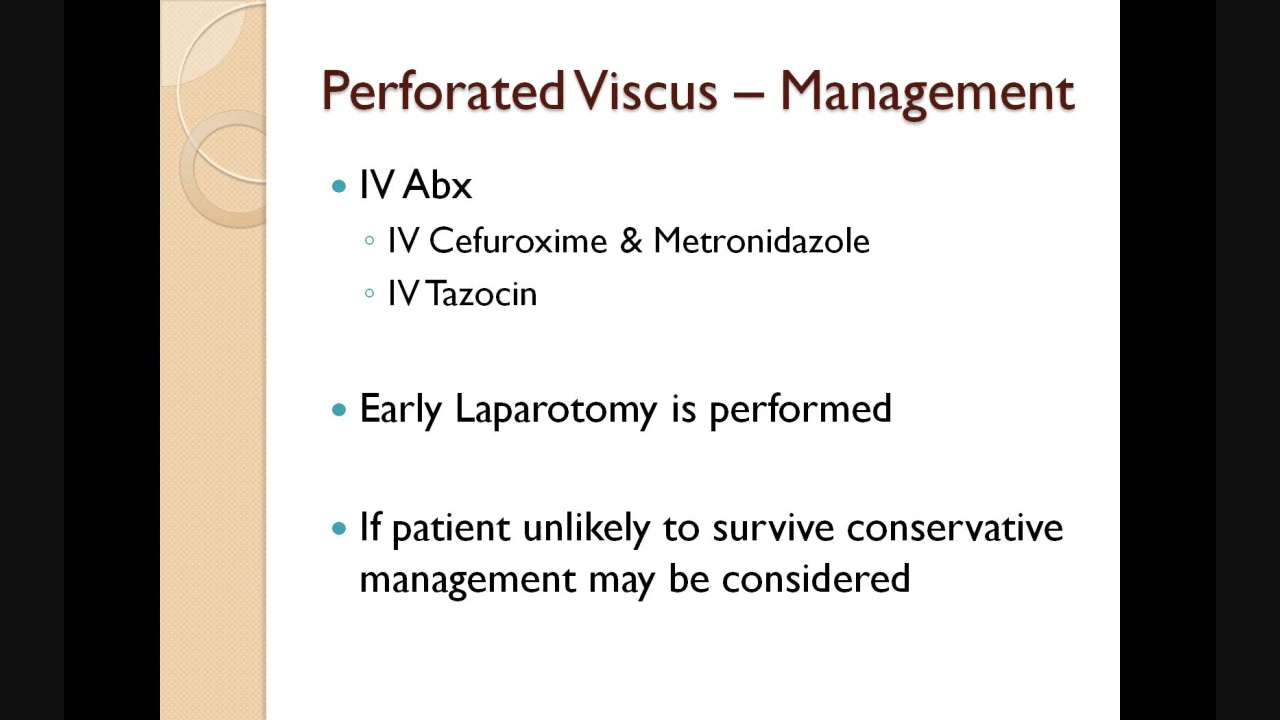 Perforated Viscus – Management
IV Abx
IV Cefuroxime & Metronidazole
IV Tazocin
Early Laparotomy is performed
If patient unlikely to survive conservative
management may be considered